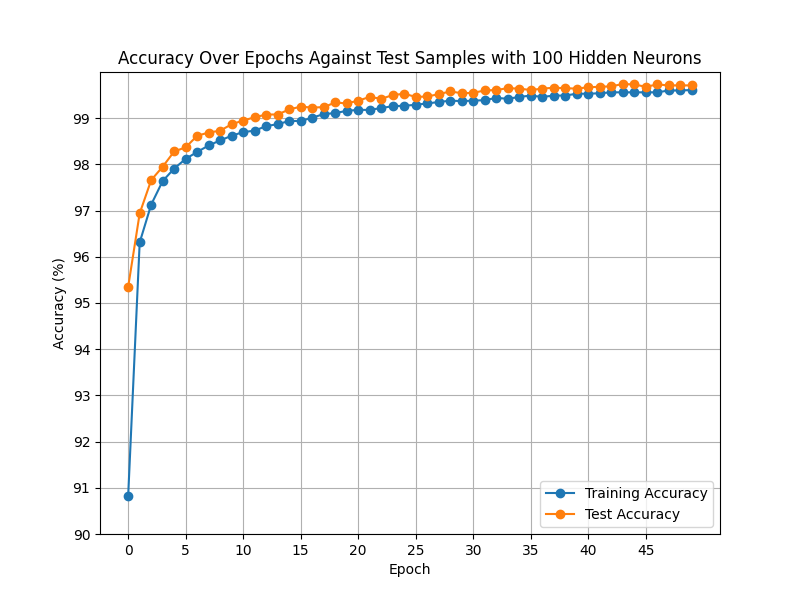 Accuracy Over Epochs Against Test Samples with 100 Hidden Neurons
99
98
97
96
95
94
93
92
91
90
Accuracy (%)
Training Accuracy
Test Accuracy
0 5 10 15 20 25 30 35 40 45
Epoch